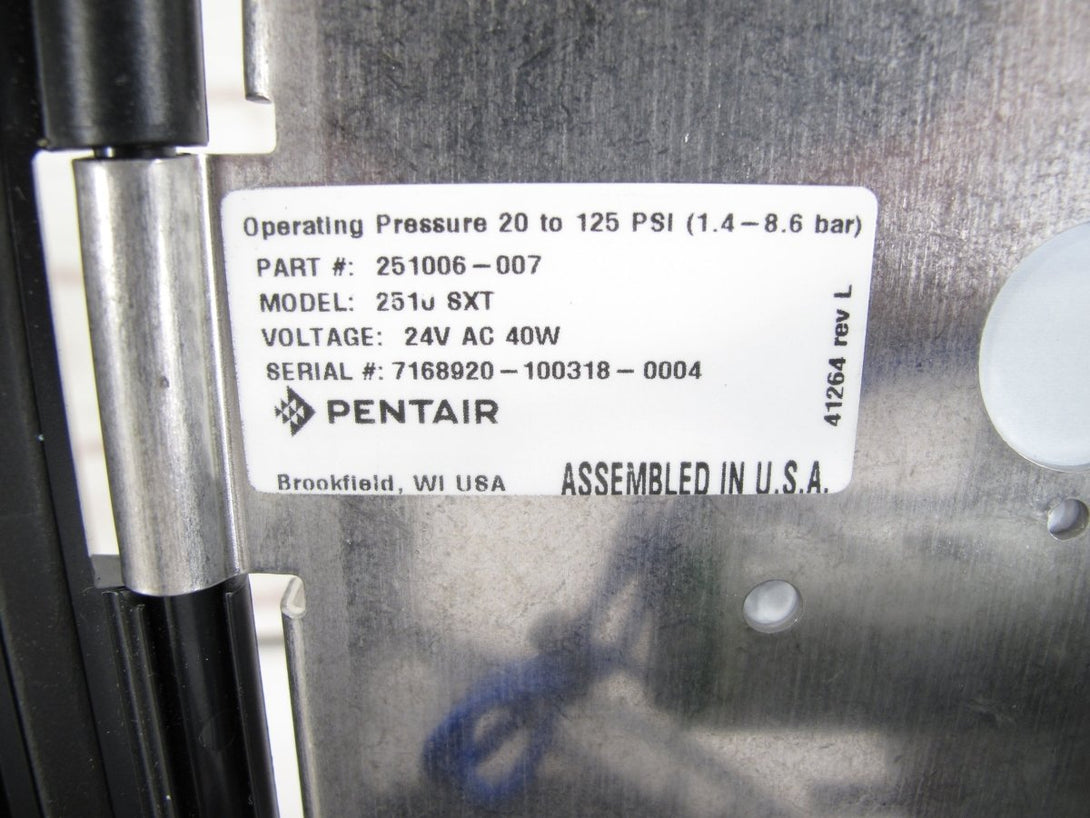 Operating Pressure 20 to 125 PSI (1.4-8.6 bar)
PART #: 251006-007
MODEL: 2510 SXT
VOLTAGE: 24V AC 40W
SERIAL #: 7168920-100318-0004
PENTAIR
Brookfield, WI USA ASSEMBLED IN U.S.A.
41264 rev L